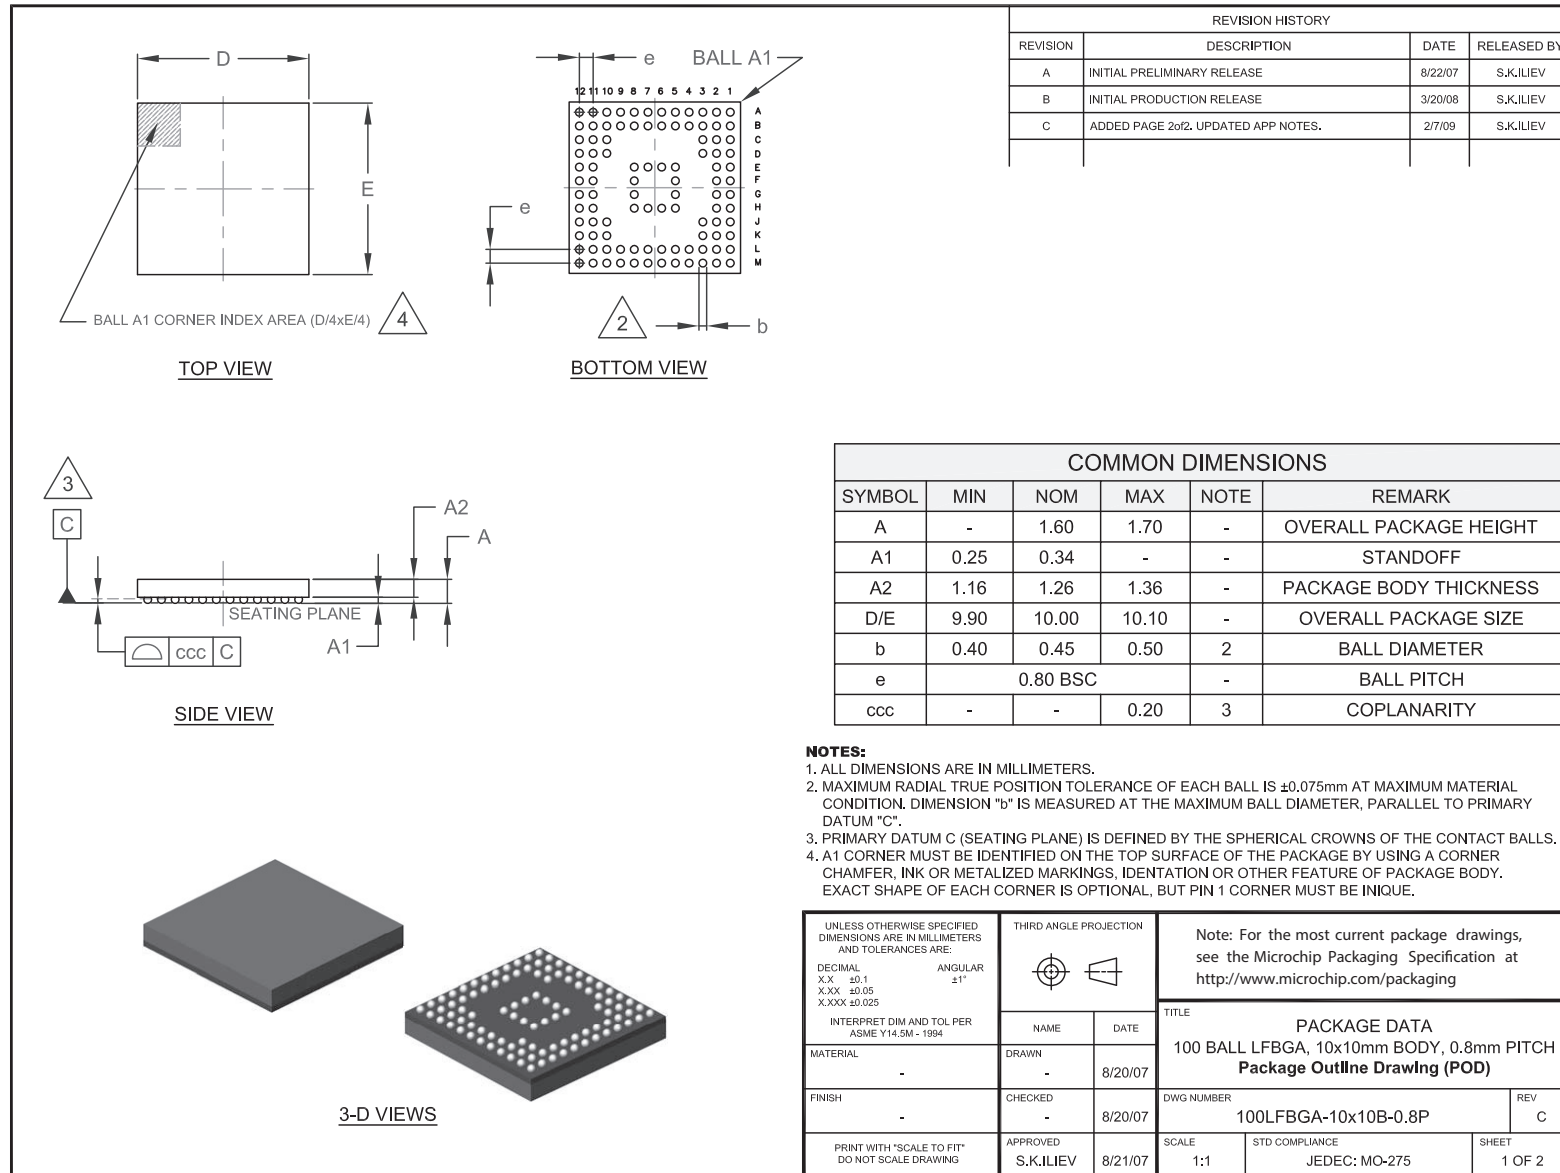 REVISION HISTORY
REVISION DESCRIPTION DATE RELEASED BY
A INITIAL PRELIMINARY RELEASE 8/22/07 S.K.ILIEV
B INITIAL PRODUCTION RELEASE 3/20/08 S.K.ILIEV
C ADDED PAGE 2of2. UPDATED APP NOTES. 2/7/09 S.K.ILIEV
D
E
BALL A1 CORNER INDEX AREA (D/4xE/4) 4
TOP VIEW
e BALL A1
12 11 10 9 8 7 6 5 4 3 2 1
A
B
C
D
E
F
G
H
J
K
L
M
e
2 b
BOTTOM VIEW
3
C
A2
A
SEATING PLANE
ccc C
A1
SIDE VIEW
3-D VIEWS
COMMON DIMENSIONS
SYMBOL MIN NOM MAX NOTE REMARK
A - 1.60 1.70 - OVERALL PACKAGE HEIGHT
A1 0.25 0.34 - - STANDOFF
A2 1.16 1.26 1.36 - PACKAGE BODY THICKNESS
D/E 9.90 10.00 10.10 - OVERALL PACKAGE SIZE
b 0.40 0.45 0.50 2 BALL DIAMETER
e 0.80 BSC - BALL PITCH
ccc - - 0.20 3 COPLANARITY
NOTES:
1. ALL DIMENSIONS ARE IN MILLIMETERS.
2. MAXIMUM RADIAL TRUE POSITION TOLERANCE OF EACH BALL IS ±0.075mm AT MAXIMUM MATERIAL
CONDITION. DIMENSION "b" IS MEASURED AT THE MAXIMUM BALL DIAMETER, PARALLEL TO PRIMARY
DATUM "C".
3. PRIMARY DATUM C (SEATING PLANE) IS DEFINED BY THE SPHERICAL CROWNS OF THE CONTACT BALLS.
4. A1 CORNER MUST BE IDENTIFIED ON THE TOP SURFACE OF THE PACKAGE BY USING A CORNER
CHAMFER, INK OR METALIZED MARKINGS, IDENTATION OR OTHER FEATURE OF PACKAGE BODY.
EXACT SHAPE OF EACH CORNER IS OPTIONAL, BUT PIN 1 CORNER MUST BE INIQUE.
UNLESS OTHERWISE SPECIFIED
DIMENSIONS ARE IN MILLIMETERS
AND TOLERANCES ARE:
DECIMAL ANGULAR
X.X ±0.1 ±1°
X.XX ±0.05
X.XXX ±0.025
INTERPRET DIM AND TOL PER
ASME Y14.5M - 1994
MATERIAL
-
FINISH
-
PRINT WITH "SCALE TO FIT"
DO NOT SCALE DRAWING
THIRD ANGLE PROJECTION
NAME DATE
DRAWN
- 8/20/07
CHECKED
- 8/20/07
APPROVED
S.K.ILIEV 8/21/07
Note: For the most current package drawings,
see the Microchip Packaging Specification at
http://www.microchip.com/packaging
TITLE
PACKAGE DATA
100 BALL LFBGA, 10x10mm BODY, 0.8mm PITCH
Package Outline Drawing (POD)
DWG NUMBER REV
100LFBGA-10x10B-0.8P C
SCALE STD COMPLIANCE SHEET
1:1 JEDEC: MO-275 1 OF 2